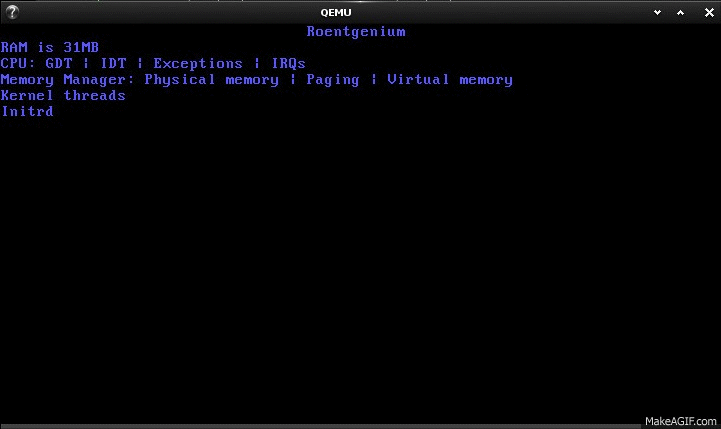 QEMU
Roentgenium
RAM is 31MB
CPU: GDT ¦ IDT ¦ Exceptions ¦ IRQs
Memory Manager: Physical memory ¦ Paging ¦ Virtual memory
Kernel threads
Initrd
MakeAGIF.com